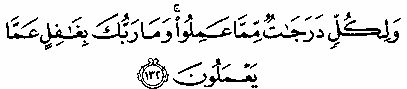 وَلِكُلٍّ دَرَجَٰتٌ مِّمَّا عَمِلُوا۟ ۚ وَمَا رَبُّكَ بِغَٰفِلٍ عَمَّا
يَعْمَلُونَ ١٣٢